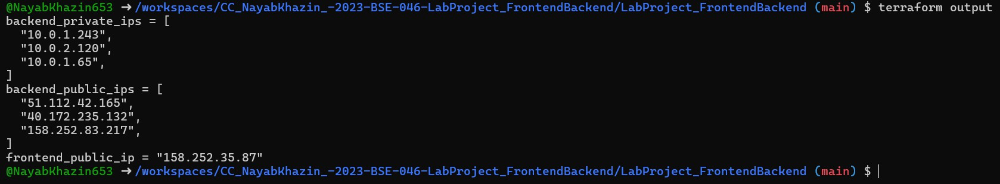 @NayabKhazin653 ➜ /workspaces/CC_NayabKhazin_-2023-BSE-046-LabProject_FrontendBackend/LabProject_FrontendBackend (main) $ terraform output
backend_private_ips = [
  "10.0.1.243",
  "10.0.2.120",
  "10.0.1.65",
]
backend_public_ips = [
  "51.112.42.165",
  "40.172.235.132",
  "158.252.83.217",
]
frontend_public_ip = "158.252.35.87"
@NayabKhazin653 ➜ /workspaces/CC_NayabKhazin_-2023-BSE-046-LabProject_FrontendBackend/LabProject_FrontendBackend (main) $